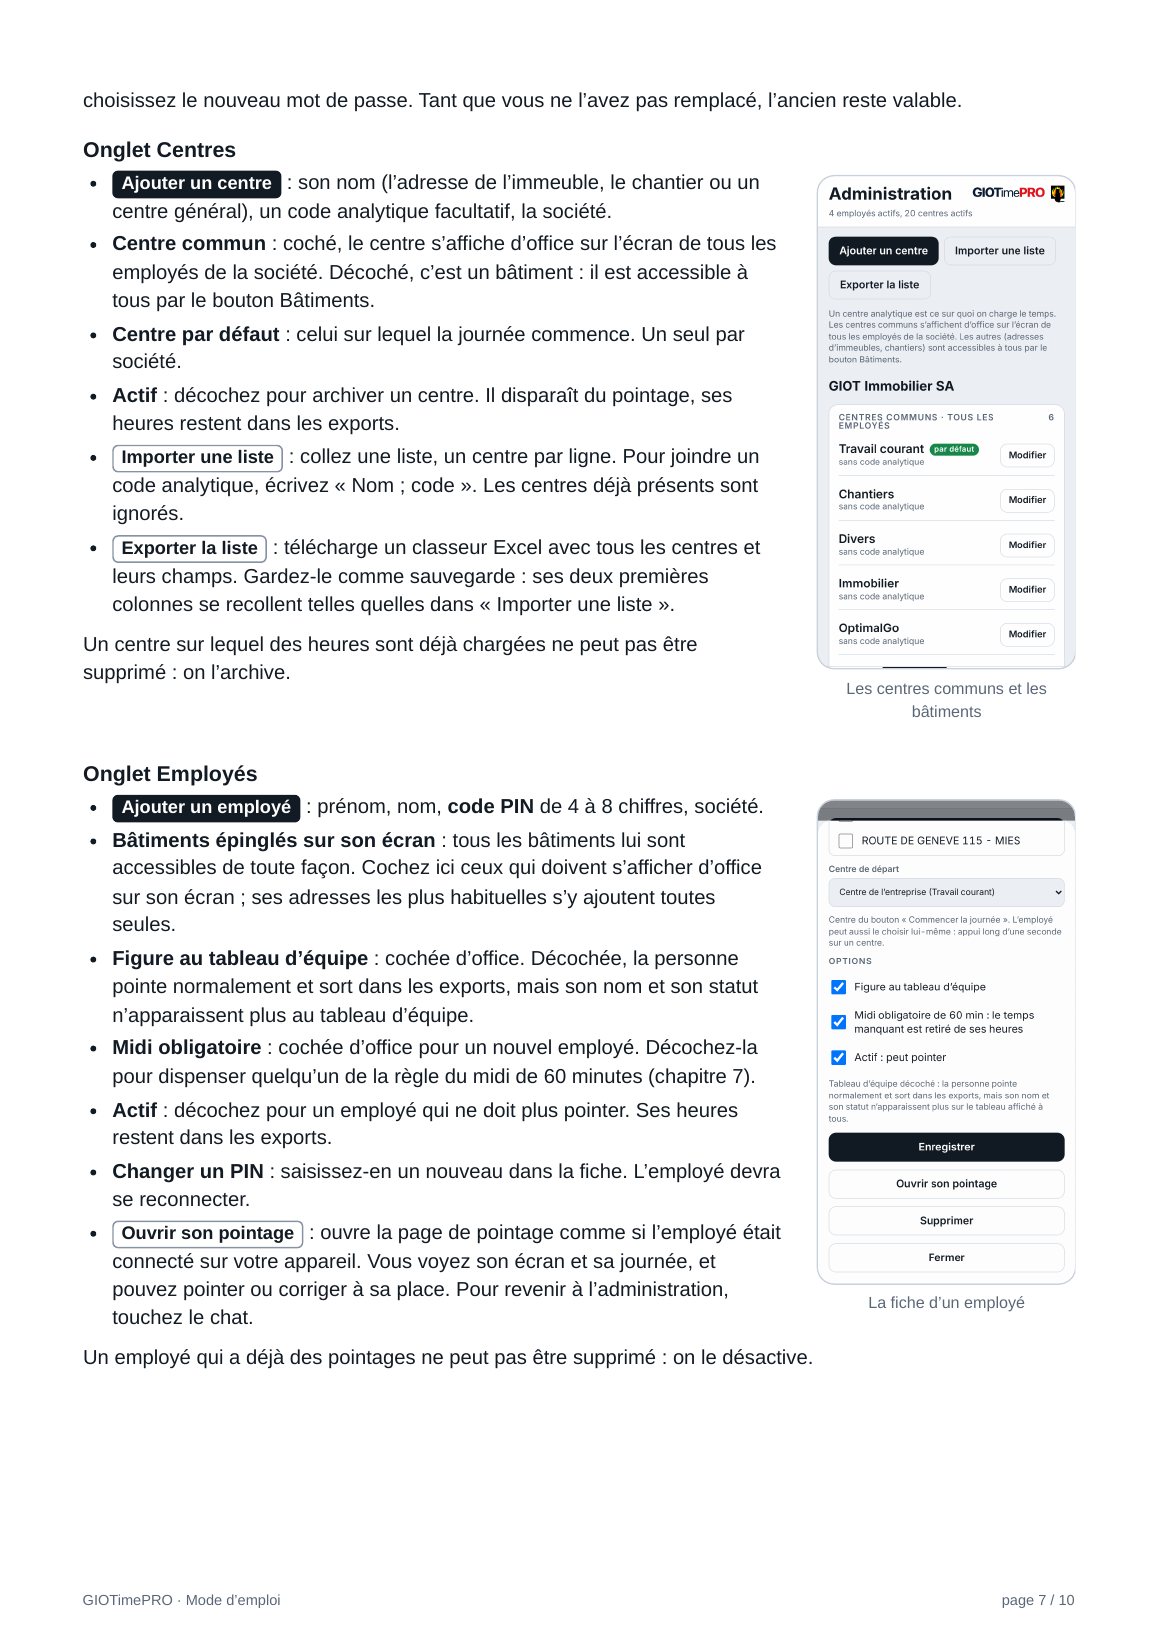 choisissez le nouveau mot de passe. Tant que vous ne l’avez pas remplacé, l’ancien reste valable.
Onglet Centres
• Ajouter un centre : son nom (l’adresse de l’immeuble, le chantier ou un
centre général), un code analytique facultatif, la société.
• Centre commun : coché, le centre s’affiche d’office sur l’écran de tous les
employés de la société. Décoché, c’est un bâtiment : il est accessible à
tous par le bouton Bâtiments.
• Centre par défaut : celui sur lequel la journée commence. Un seul par
société.
• Actif : décochez pour archiver un centre. Il disparaît du pointage, ses
heures restent dans les exports.
• Importer une liste : collez une liste, un centre par ligne. Pour joindre un
code analytique, écrivez « Nom ; code ». Les centres déjà présents sont
ignorés.
• Exporter la liste : télécharge un classeur Excel avec tous les centres et
leurs champs. Gardez-le comme sauvegarde : ses deux premières
colonnes se recollent telles quelles dans « Importer une liste ».
Un centre sur lequel des heures sont déjà chargées ne peut pas être
supprimé : on l’archive.
Administration GIOTimePRO
4 employés actifs, 20 centres actifs
Ajouter un centre Importer une liste
Exporter la liste
Un centre analytique est ce sur quoi on charge le temps.
Les centres communs s’affichent d’office sur l’écran de
tous les employés de la société. Les autres (adresses
d’immeubles, chantiers) sont accessibles à tous par le
bouton Bâtiments.
GIOT Immobilier SA
CENTRES COMMUNS · TOUS LES 6
EMPLOYÉS
Travail courant par défaut Modifier
sans code analytique
Chantiers Modifier
sans code analytique
Divers Modifier
sans code analytique
Immobilier Modifier
sans code analytique
OptimalGo Modifier
sans code analytique
Les centres communs et les
bâtiments
Onglet Employés
• Ajouter un employé : prénom, nom, code PIN de 4 à 8 chiffres, société.
• Bâtiments épinglés sur son écran : tous les bâtiments lui sont
accessibles de toute façon. Cochez ici ceux qui doivent s’afficher d’office
sur son écran ; ses adresses les plus habituelles s’y ajoutent toutes
seules.
• Figure au tableau d’équipe : cochée d’office. Décochée, la personne
pointe normalement et sort dans les exports, mais son nom et son statut
n’apparaissent plus au tableau d’équipe.
• Midi obligatoire : cochée d’office pour un nouvel employé. Décochez-la
pour dispenser quelqu’un de la règle du midi de 60 minutes (chapitre 7).
• Actif : décochez pour un employé qui ne doit plus pointer. Ses heures
restent dans les exports.
• Changer un PIN : saisissez-en un nouveau dans la fiche. L’employé devra
se reconnecter.
• Ouvrir son pointage : ouvre la page de pointage comme si l’employé était
connecté sur votre appareil. Vous voyez son écran et sa journée, et
pouvez pointer ou corriger à sa place. Pour revenir à l’administration,
touchez le chat.
Un employé qui a déjà des pointages ne peut pas être supprimé : on le désactive.
ROUTE DE GENEVE 115 - MIES
Centre de départ
Centre de l’entreprise (Travail courant)
Centre du bouton « Commencer la journée ». L’employé
peut aussi le choisir lui-même : appui long d’une seconde
sur un centre.
OPTIONS
Figure au tableau d’équipe
Midi obligatoire de 60 min : le temps
manquant est retiré de ses heures
Actif : peut pointer
Tableau d’équipe décoché : la personne pointe
normalement et sort dans les exports, mais son nom et
son statut n’apparaissent plus sur le tableau affiché à
tous.
Enregistrer
Ouvrir son pointage
Supprimer
Fermer
La fiche d’un employé
GIOTimePRO · Mode d’emploi page 7 / 10